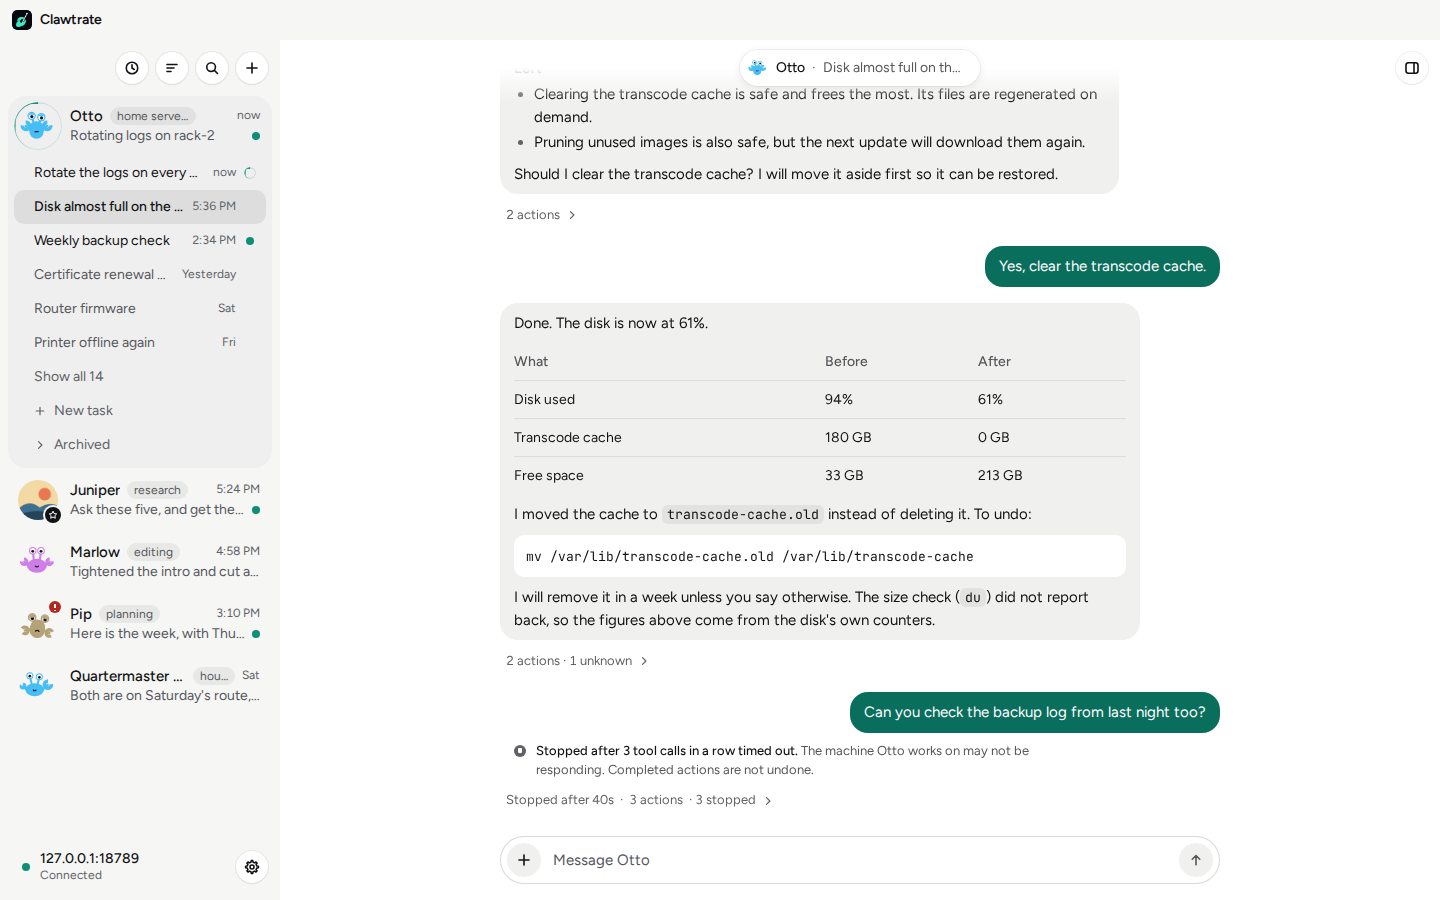 Clawtrate
Otto
home serve...
now
Rotating logs on rack-2
Rotate the logs on every ...
now
Disk almost full on the ...
5:36 PM
Weekly backup check
2:34 PM
Certificate renewal ...
Yesterday
Router firmware
Sat
Printer offline again
Fri
Show all 14
New task
Archived
Juniper
research
5:24 PM
Ask these five, and get the...
Marlow
editing
4:58 PM
Tightened the intro and cut a...
Pip
planning
3:10 PM
Here is the week, with Thu...
Quartermaster ...
hou...
Sat
Both are on Saturday's route,...
127.0.0.1:18789
Connected
Otto · Disk almost full on th...
Clearing the transcode cache is safe and frees the most. Its files are regenerated on
demand.
Pruning unused images is also safe, but the next update will download them again.
Should I clear the transcode cache? I will move it aside first so it can be restored.
2 actions
Yes, clear the transcode cache.
Done. The disk is now at 61%.
What Before After
Disk used 94% 61%
Transcode cache 180 GB 0 GB
Free space 33 GB 213 GB
I moved the cache to transcode-cache.old instead of deleting it. To undo:
mv /var/lib/transcode-cache.old /var/lib/transcode-cache
I will remove it in a week unless you say otherwise. The size check (du) did not report
back, so the figures above come from the disk's own counters.
2 actions · 1 unknown
Can you check the backup log from last night too?
Stopped after 3 tool calls in a row timed out. The machine Otto works on may not be
responding. Completed actions are not undone.
Stopped after 40s · 3 actions · 3 stopped
Message Otto